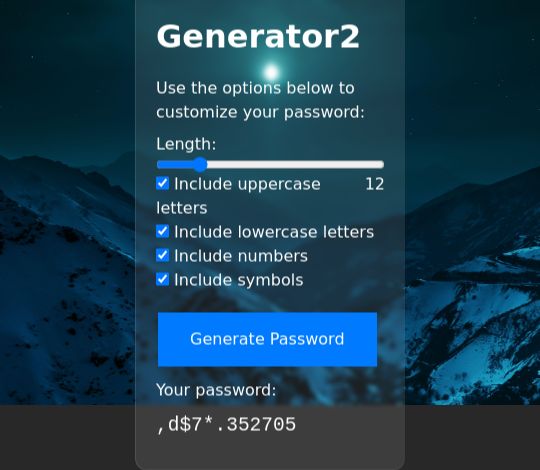 Generator2
Use the options below to
customize your password:
Length:
Include uppercase 12
letters
Include lowercase letters
Include numbers
Include symbols
Generate Password
Your password:
,d$7*.352705